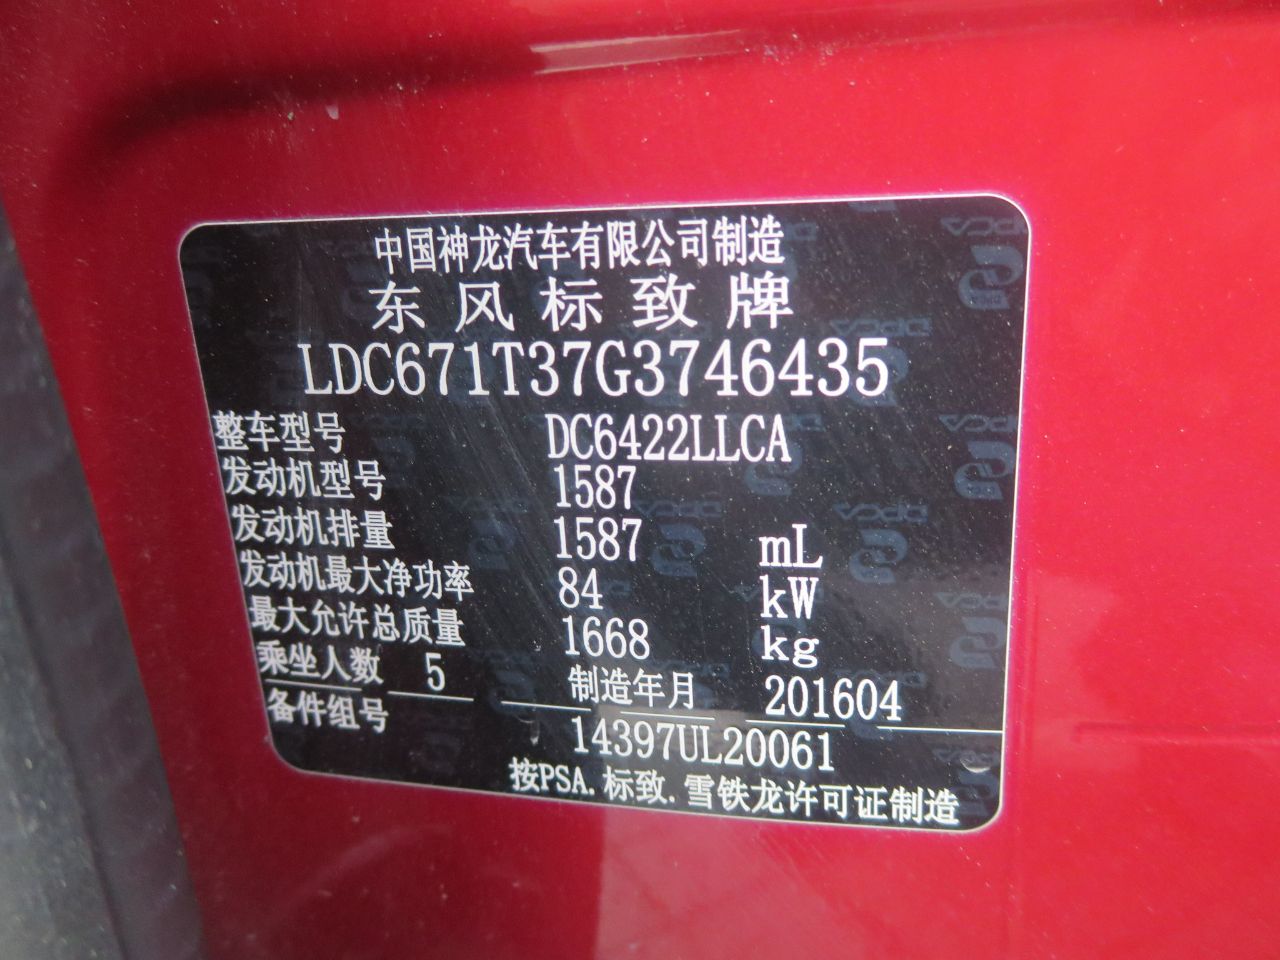 中国神龙汽车有限公司制造
东风标致牌
LDC671T37G3746435
整车型号 DC6422LLCA
发动机型号 1587
发动机排量 1587 mL
发动机最大净功率 84 kW
最大允许总质量 1668 kg
乘坐人数 5 制造年月 201604
备件组号 14397UL20061
按PSA.标致.雪铁龙许可证制造